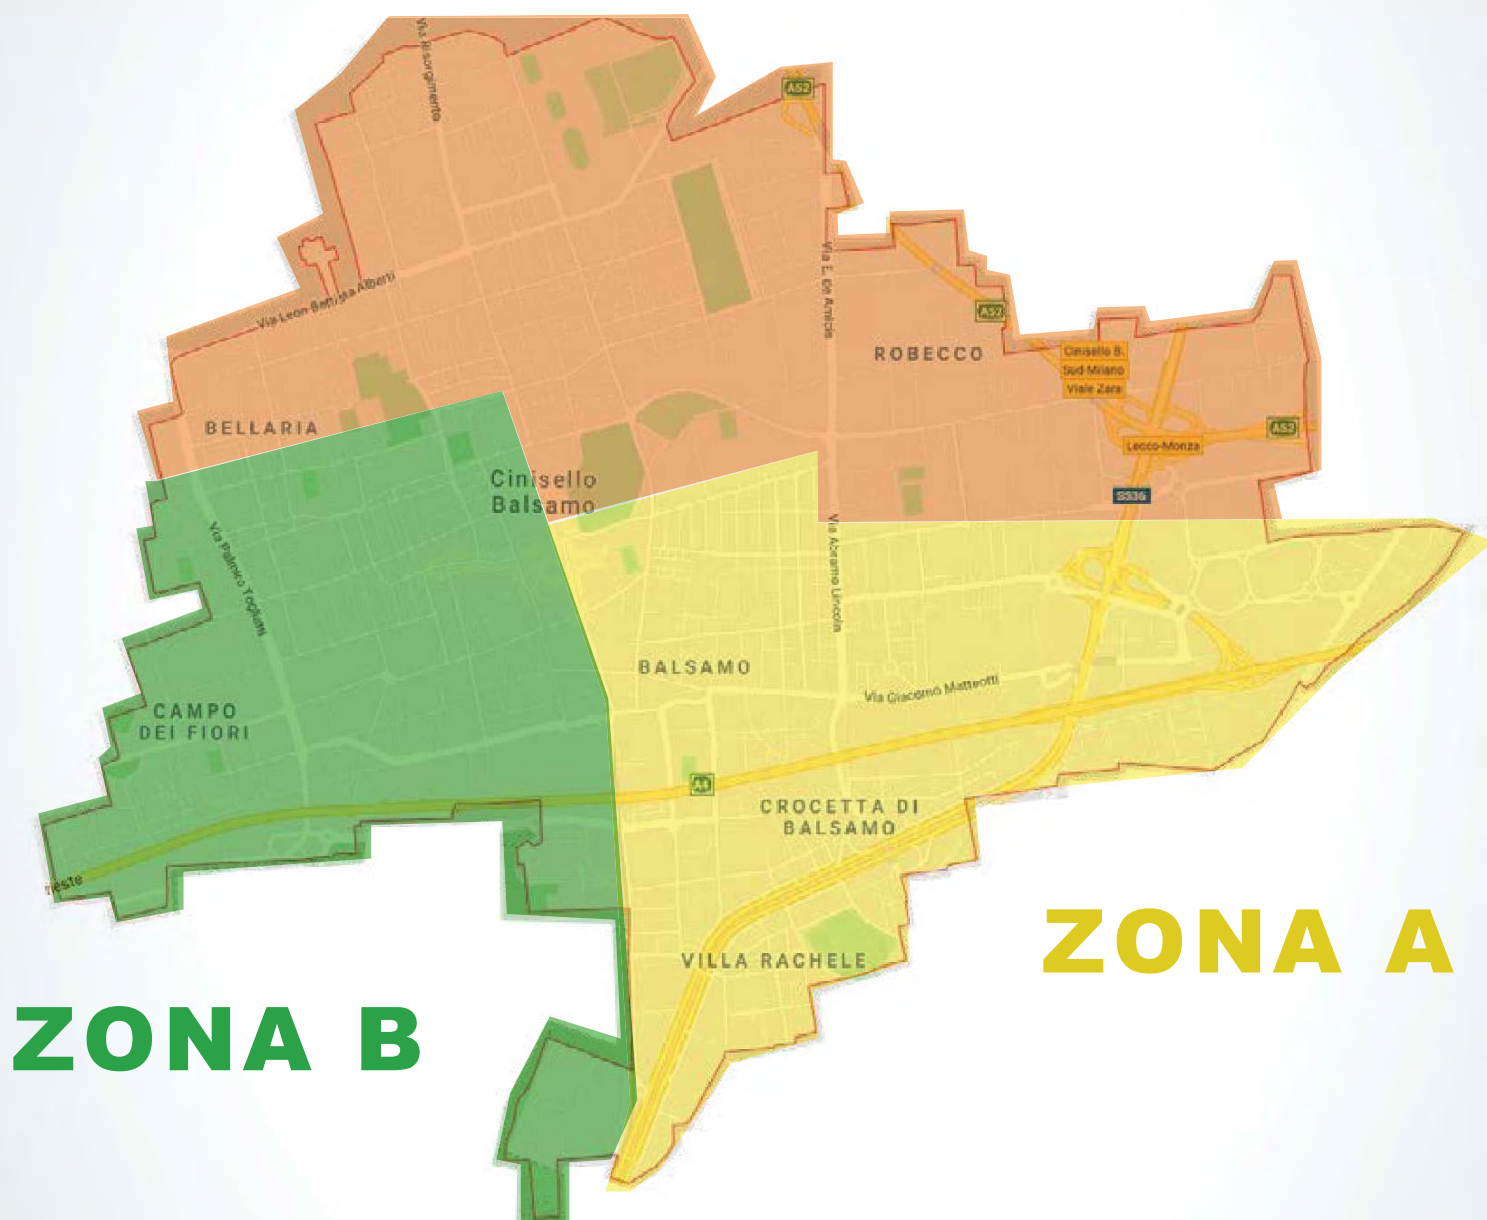 Via Risorgimento
A52
Via Leon Battista Alberti
Via E. De Amicis
A52
ROBECCO
Cinisello B.
Sud-Milano
Viale Zara
BELLARIA
A52
Lecco-Monza
Cinisello
Balsamo
SS36
Via Palmiro Togliatti
Via Abramo Lincoln
BALSAMO
Via Giacomo Matteotti
CAMPO
DEI FIORI
A4
CROCETTA DI
BALSAMO
VILLA RACHELE
ZONA A
ZONA B